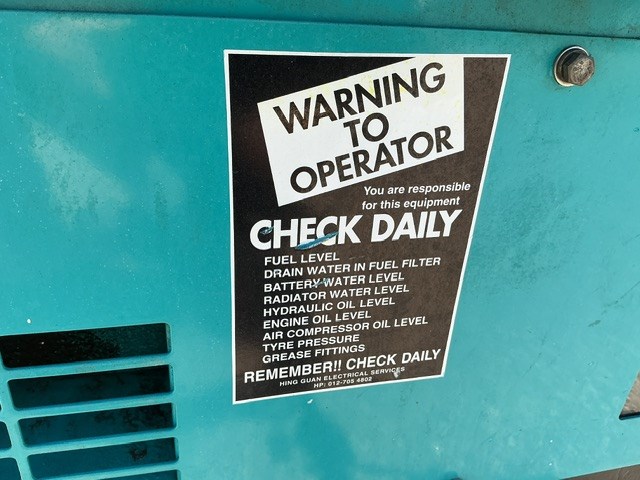 WARNING
TO
OPERATOR
You are responsible
for this equipment
CHECK DAILY
FUEL LEVEL
DRAIN WATER IN FUEL FILTER
BATTERY WATER LEVEL
RADIATOR WATER LEVEL
HYDRAULIC OIL LEVEL
ENGINE OIL LEVEL
AIR COMPRESSOR OIL LEVEL
TYRE PRESSURE
GREASE FITTINGS
REMEMBER!! CHECK DAILY
HING GUAN ELECTRICAL SERVICES
HP: 012-705 4802